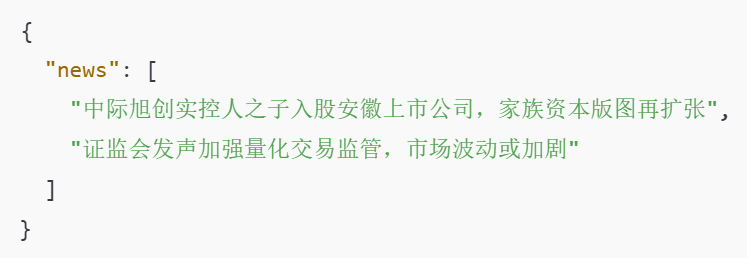 {
"news": [
"中际旭创实控人之子入股安徽上市公司，家族资本版图再扩张",
"证监会发声加强量化交易监管，市场波动或加剧"
]
}